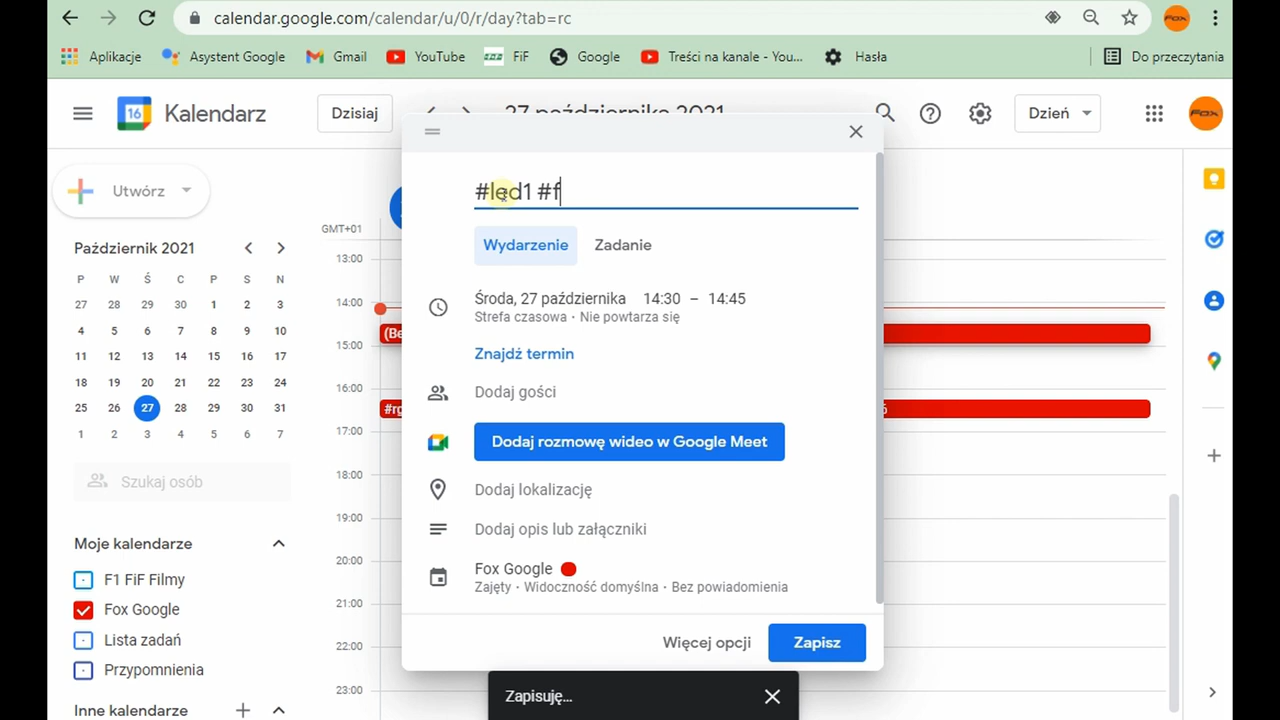 calendar.google.com/calendar/u/0/r/day?tab=rc
Aplikacje Asystent Google Gmail YouTube FiF Google Treści na kanale - You... Hasła Do przeczytania
16 Kalendarz Dzisiaj 27 października 2021 Dzień
Fox
Utwórz
#led1 #f
Październik 2021
P W Ś C P S N
27 28 29 30 1 2 3
4 5 6 7 8 9 10
11 12 13 14 15 16 17
18 19 20 21 22 23 24
25 26 27 28 29 30 31
1 2 3 4 5 6 7
Szukaj osób
Moje kalendarze
F1 FiF Filmy
Fox Google
Lista zadań
Przypomnienia
Inne kalendarze
GMT+01
13:00
14:00
15:00
16:00
17:00
18:00
19:00
20:00
21:00
22:00
23:00
(Be
#rg
Wydarzenie Zadanie
Środa, 27 października 14:30 – 14:45
Strefa czasowa · Nie powtarza się
Znajdź termin
Dodaj gości
Dodaj rozmowę wideo w Google Meet
Dodaj lokalizację
Dodaj opis lub załączniki
Fox Google
Zajęty · Widoczność domyślna · Bez powiadomienia
Więcej opcji Zapisz
Zapisuję...